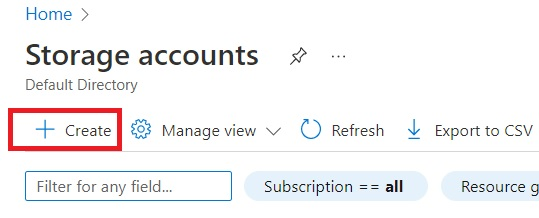 Home >
Storage accounts ...
Default Directory
+ Create Manage view Refresh Export to CSV
Filter for any field... Subscription == all Resource g